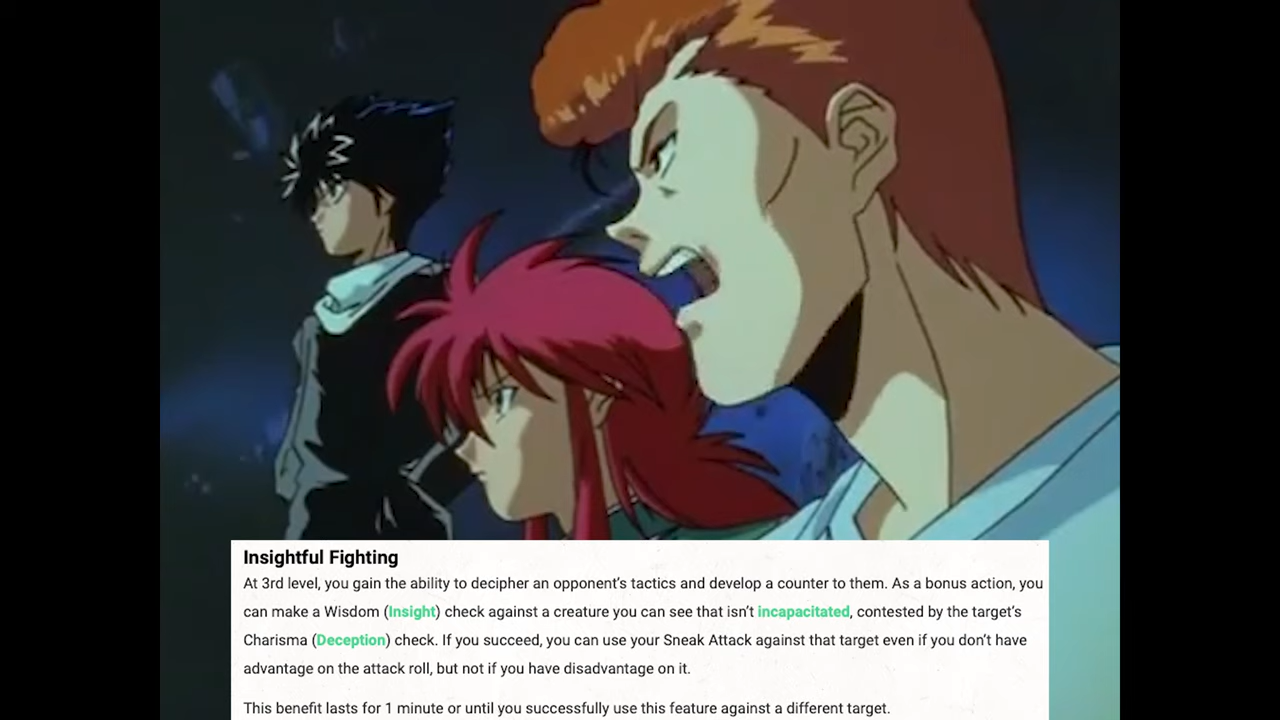 Insightful Fighting
At 3rd level, you gain the ability to decipher an opponent’s tactics and develop a counter to them. As a bonus action, you
can make a Wisdom (Insight) check against a creature you can see that isn’t incapacitated, contested by the target’s
Charisma (Deception) check. If you succeed, you can use your Sneak Attack against that target even if you don’t have
advantage on the attack roll, but not if you have disadvantage on it.
This benefit lasts for 1 minute or until you successfully use this feature against a different target.